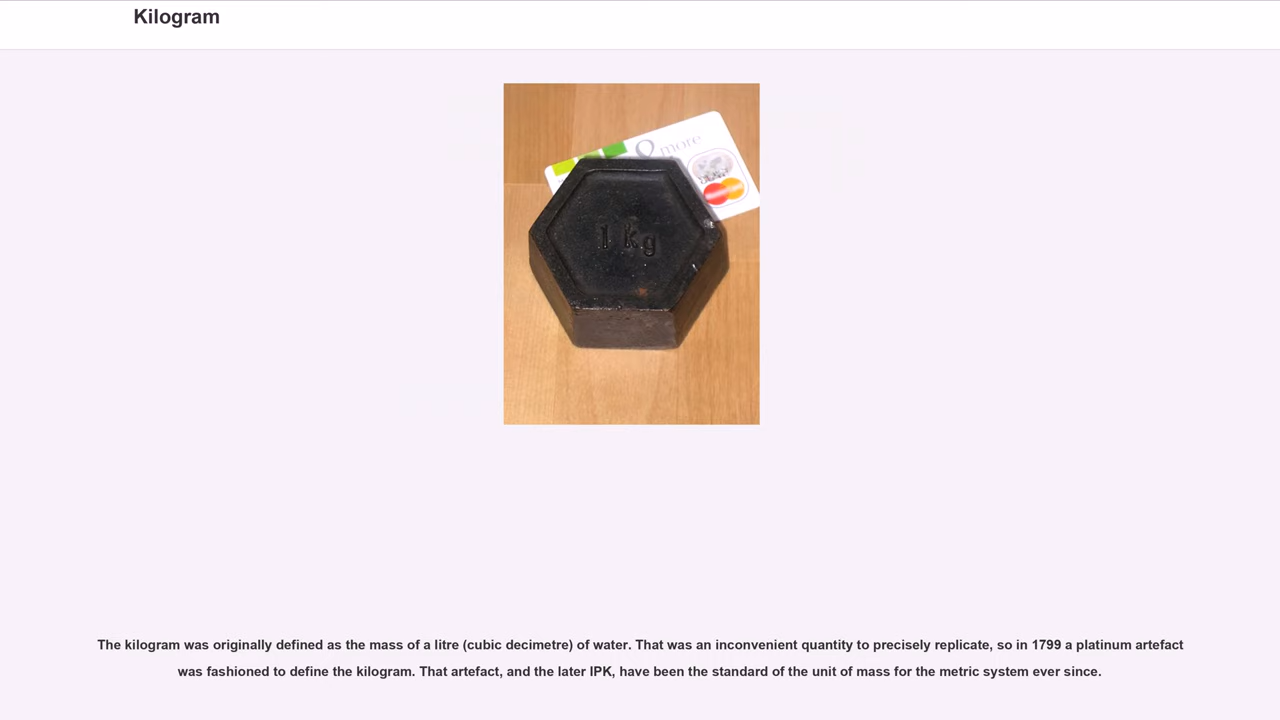 Kilogram
& more
1 kg
The kilogram was originally defined as the mass of a litre (cubic decimetre) of water. That was an inconvenient quantity to precisely replicate, so in 1799 a platinum artefact
was fashioned to define the kilogram. That artefact, and the later IPK, have been the standard of the unit of mass for the metric system ever since.